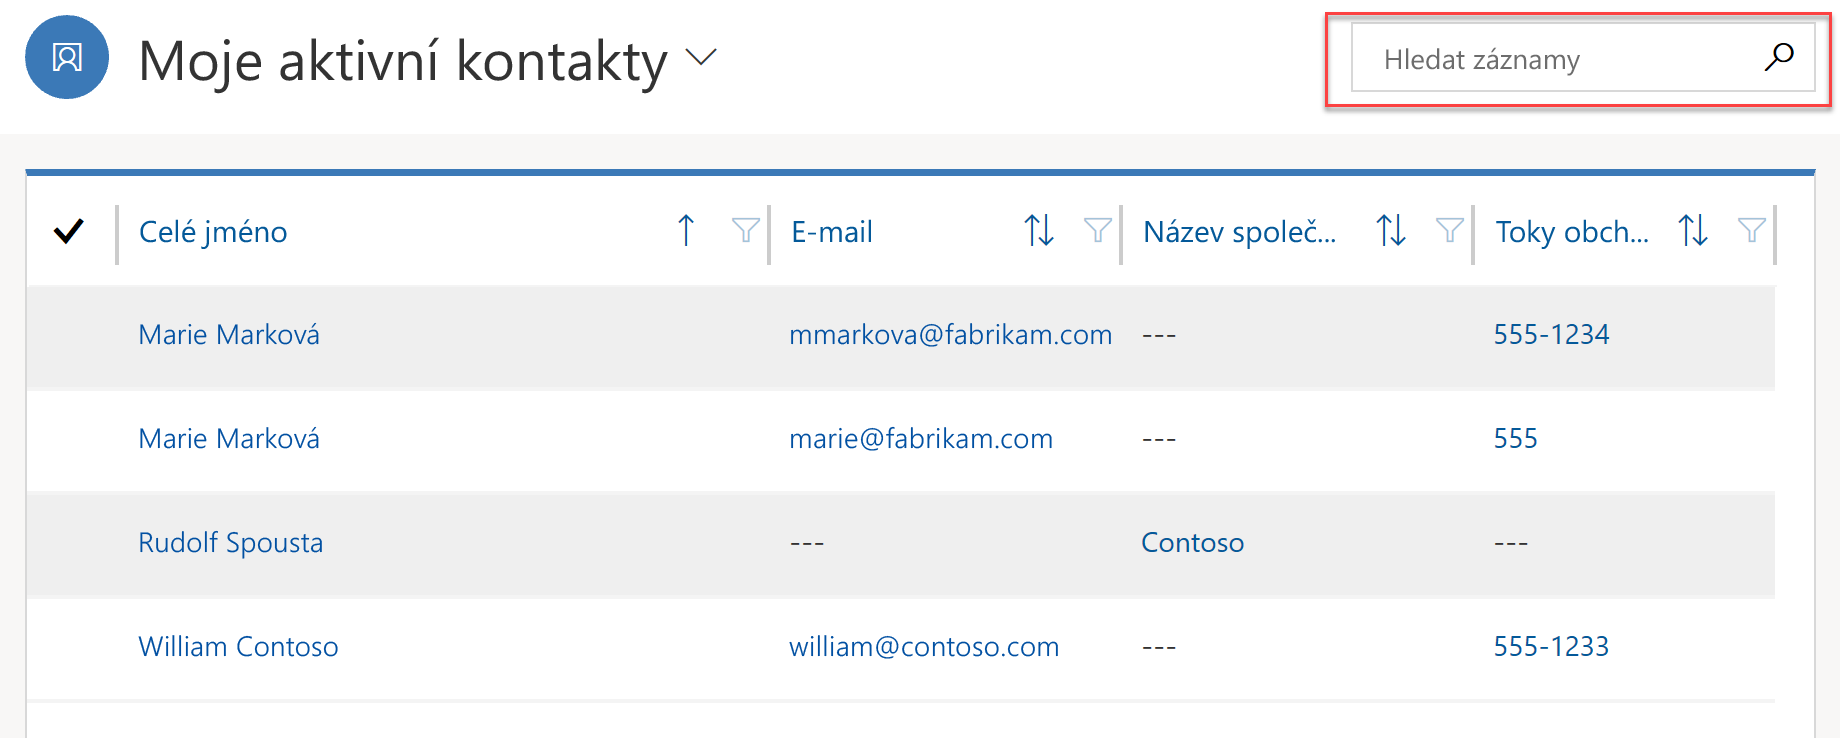 Moje aktivní kontakty
Hledat záznamy
Celé jméno E-mail Název společ... Toky obch...
Marie Marková mmarkova@fabrikam.com --- 555-1234
Marie Marková marie@fabrikam.com --- 555
Rudolf Spousta --- Contoso ---
William Contoso william@contoso.com --- 555-1233